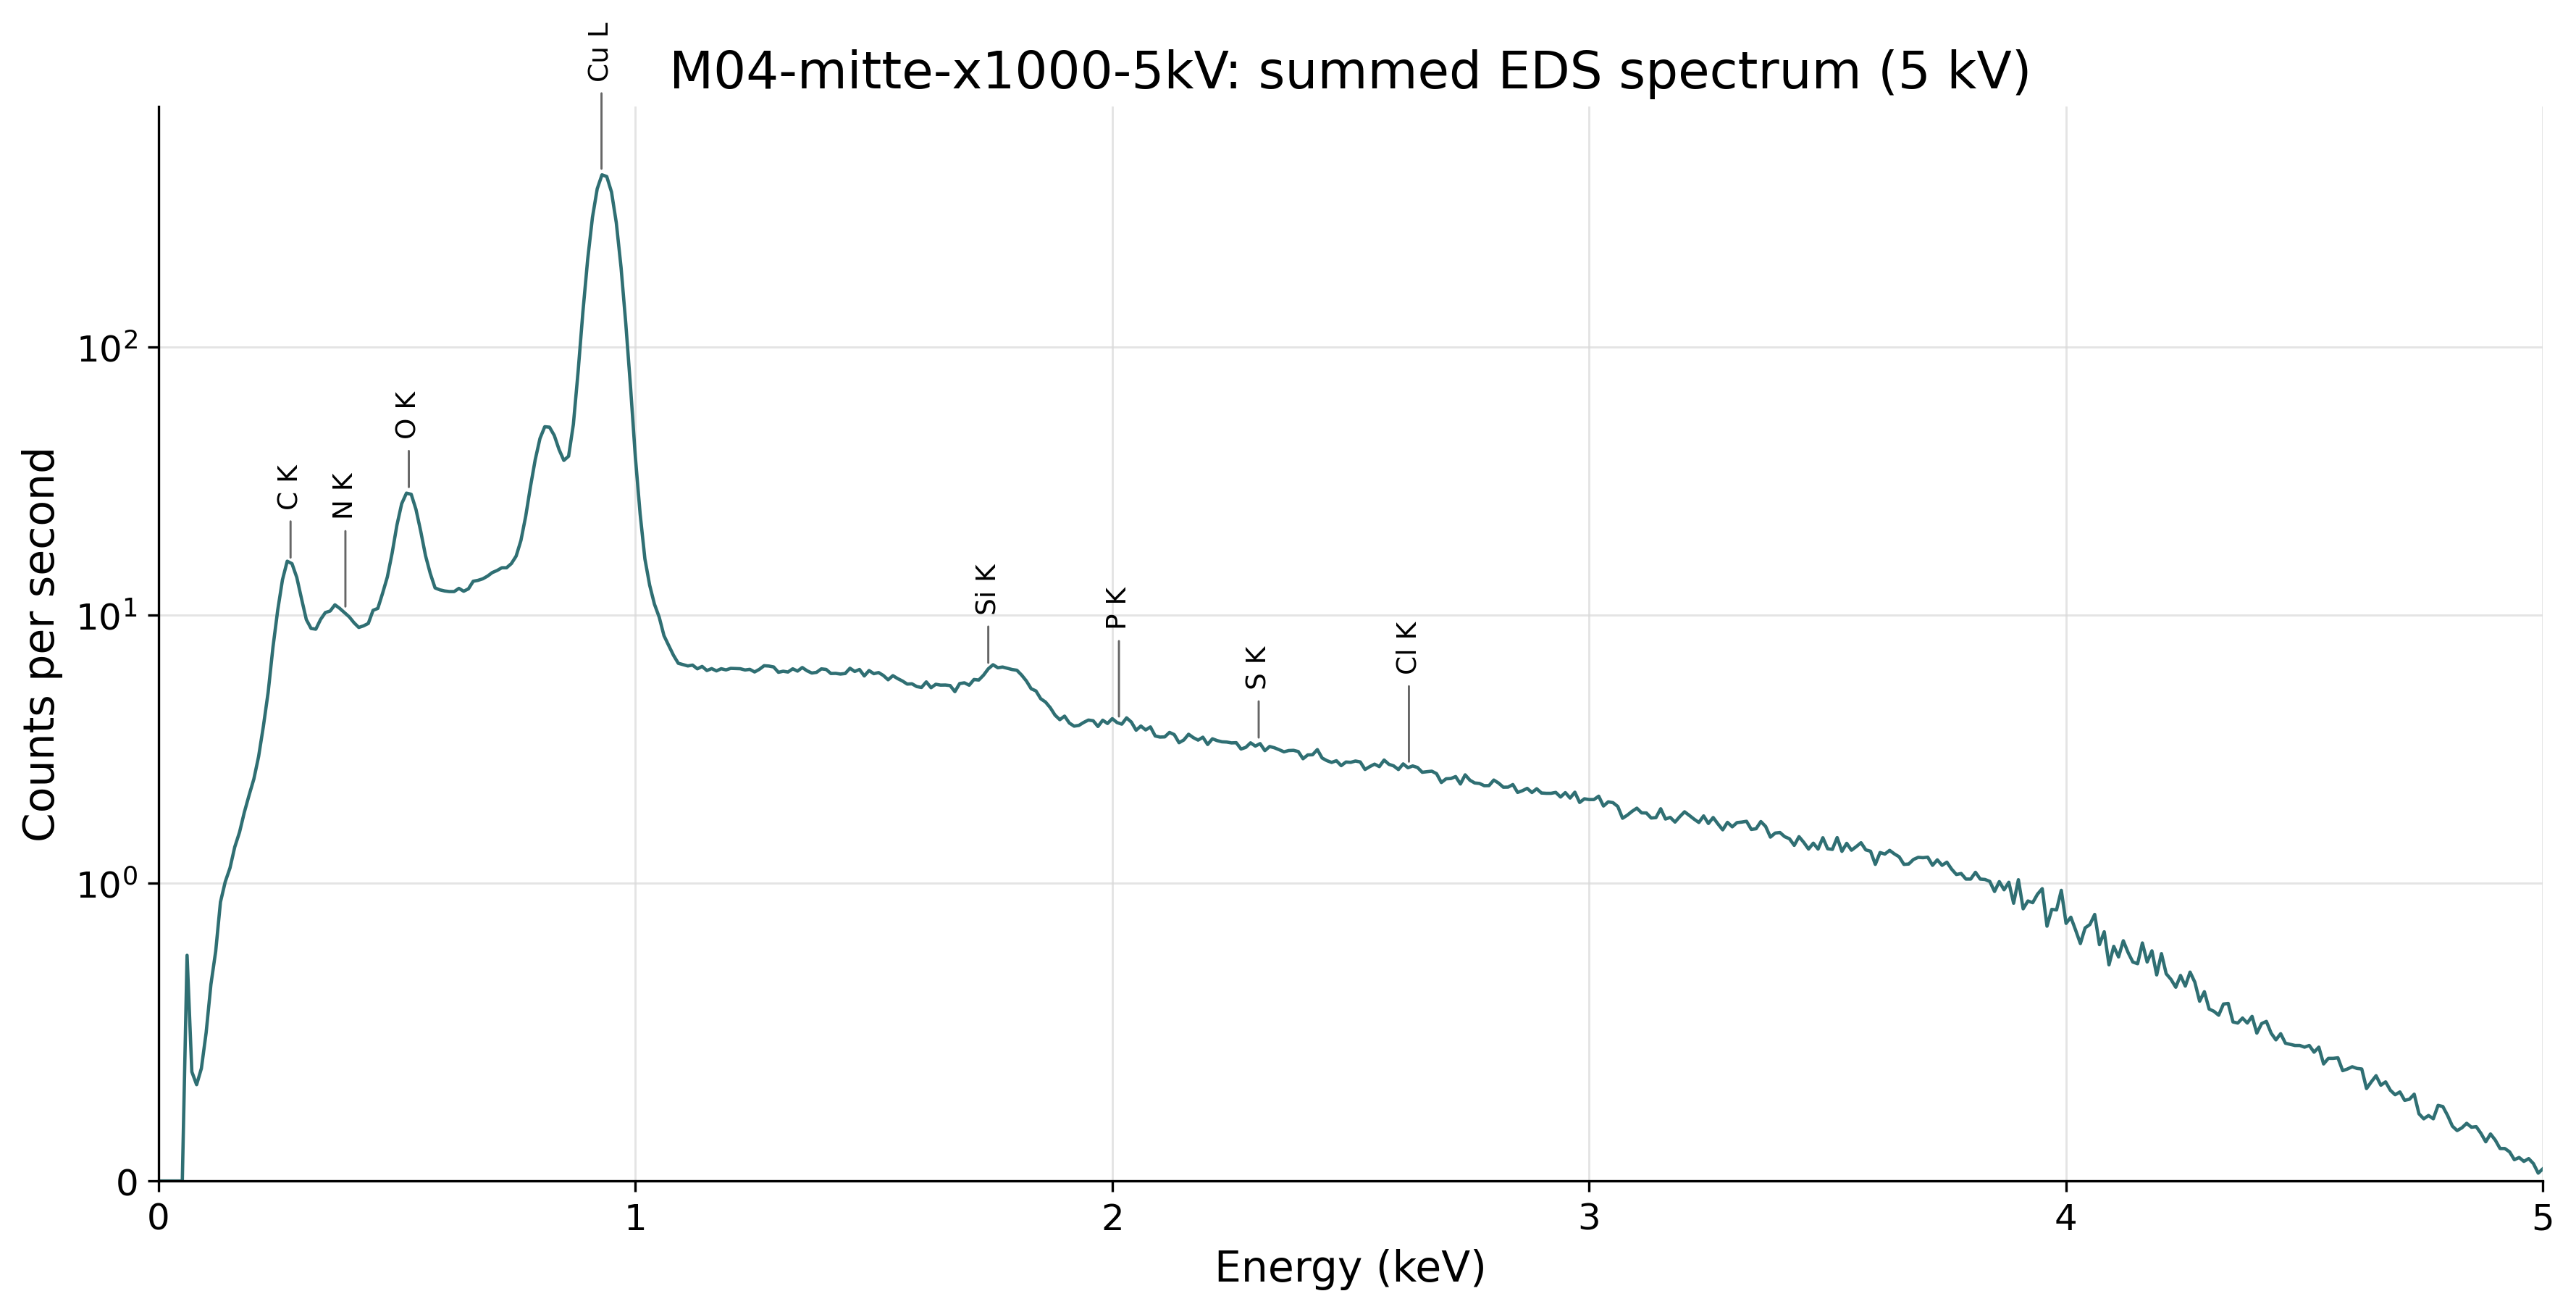 M04-mitte-x1000-5kV: summed EDS spectrum (5 kV)
Cu L
C K
N K
O K
Si K
P K
S K
Cl K
Counts per second
10²
10¹
10⁰
0
0 1 2 3 4 5
Energy (keV)